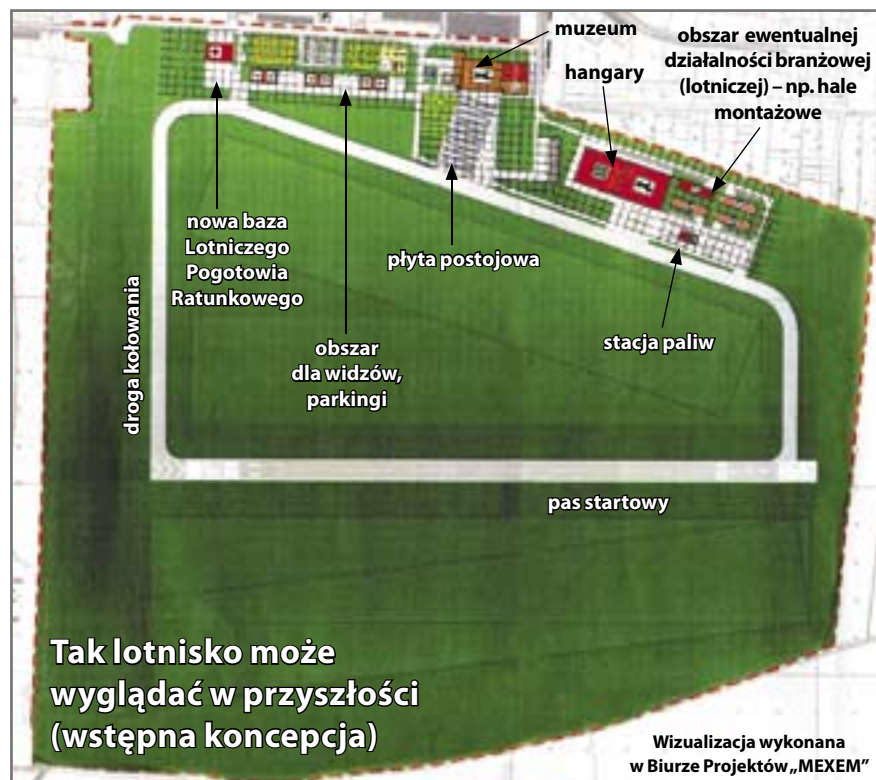 muzeum
hangary
obszar ewentualnej
działalności branżowej
(lotniczej) – np. hale
montażowe
nowa baza
Lotniczego
Pogotowia
Ratunkowego
płyta postojowa
droga kołowania
obszar
dla widzów,
parkingi
stacja paliw
pas startowy
Tak lotnisko może
wyglądać w przyszłości
(wstępna koncepcja)
Wizualizacja wykonana
w Biurze Projektów „MEXEM”